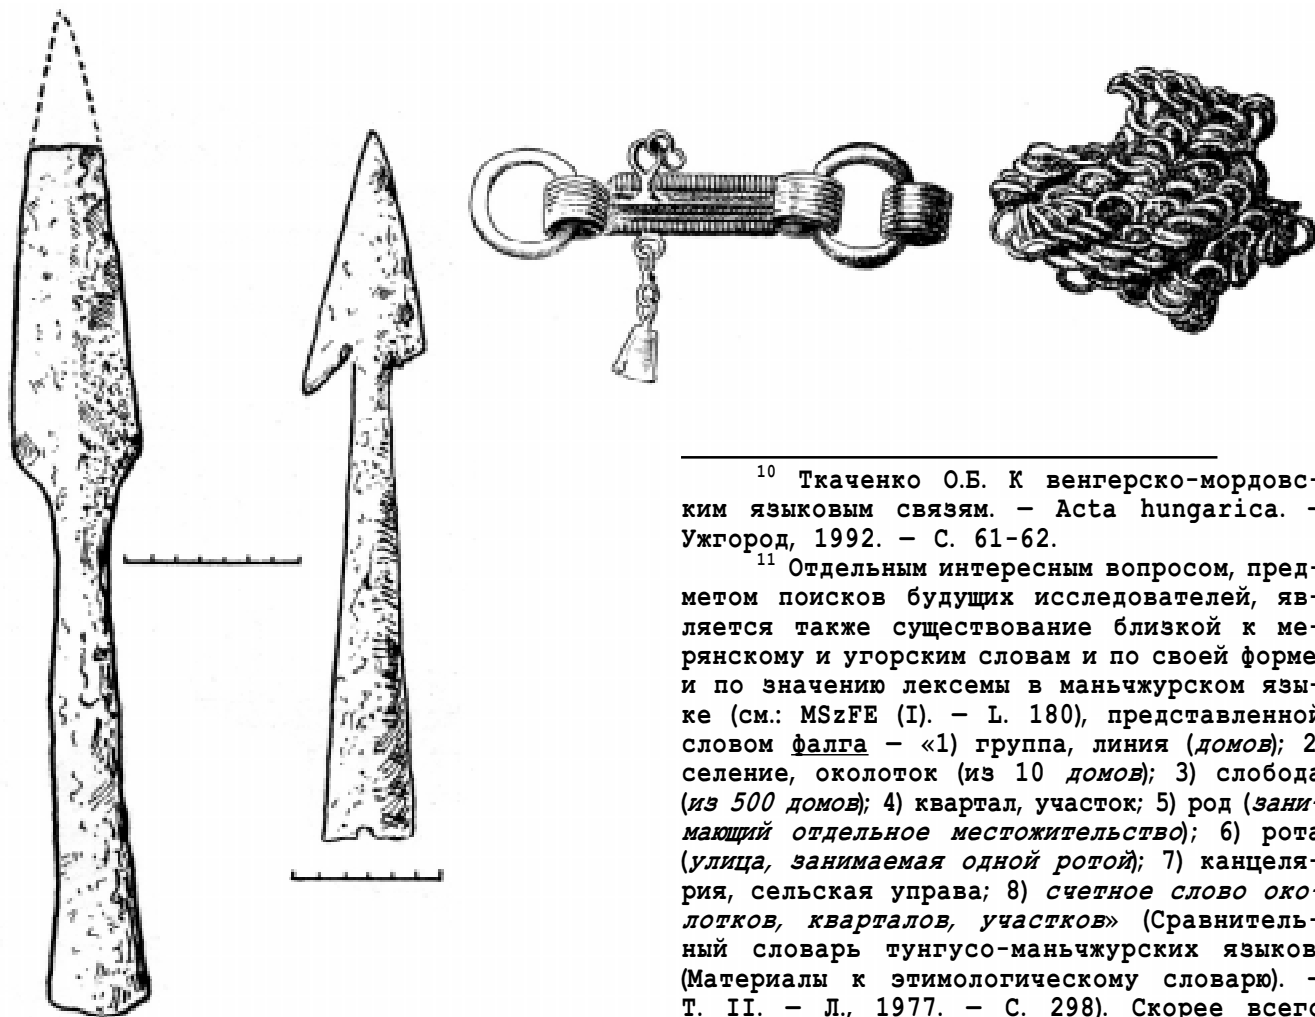 ¹⁰ Ткаченко О.Б. К венгерско-мордовс-
ким языковым связям. — Acta hungarica. -
Ужгород, 1992. — С. 61-62.
¹¹ Отдельным интересным вопросом, пред-
метом поисков будущих исследователей, яв-
ляется также существование близкой к ме-
рянскому и угорским словам и по своей форме
и по значению лексемы в маньчжурском язы-
ке (см.: MSzFE (I). — L. 180), представленной
словом фалга — «1) группа, линия (домов); 2
селение, околоток (из 10 домов); 3) слобода
(из 500 домов); 4) квартал, участок; 5) род (зани-
мающий отдельное местожительство); 6) рота
(улица, занимаемая одной ротой); 7) канцеля-
рия, сельская управа; 8) счетное слово око-
лотков, кварталов, участков» (Сравнитель-
ный словарь тунгусо-маньчжурских языков
(Материалы к этимологическому словарю). -
Т. II. — Л., 1977. — С. 298). Скорее всего